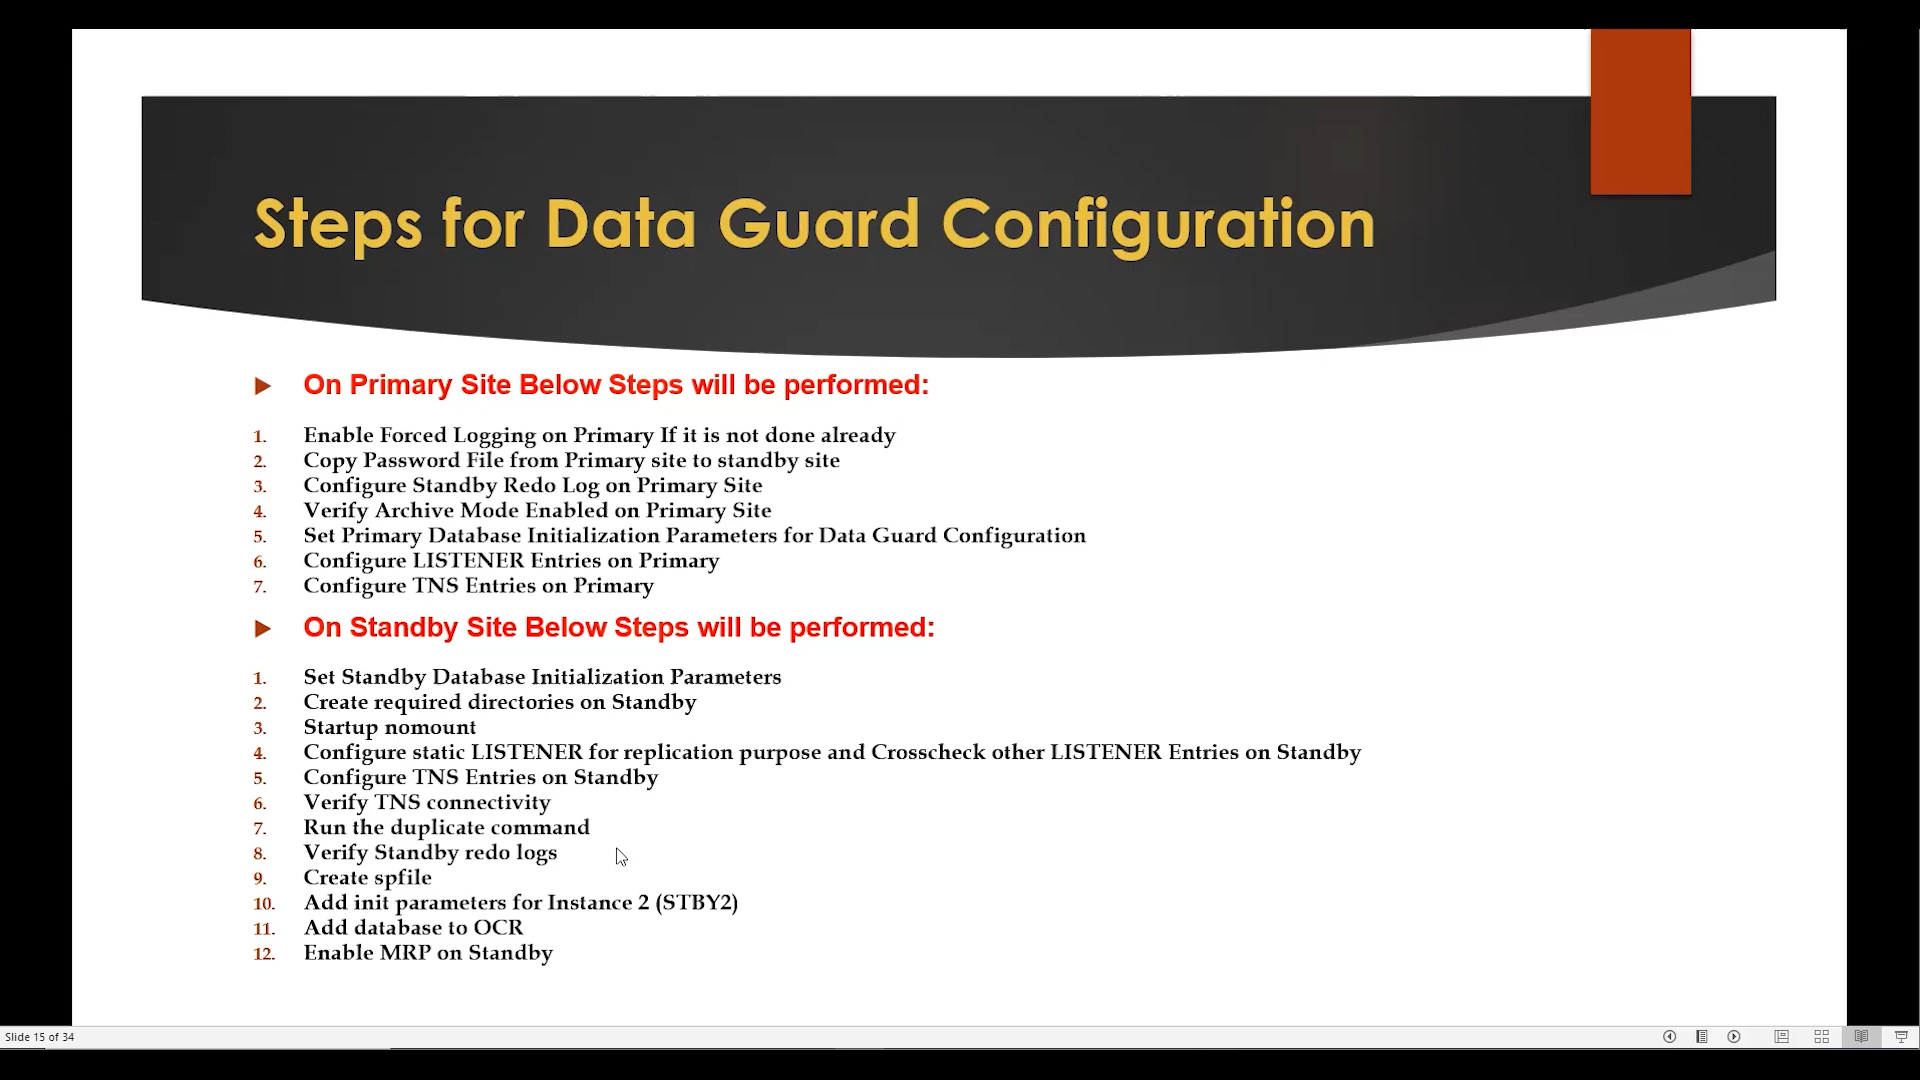 Steps for Data Guard Configuration
On Primary Site Below Steps will be performed:
1. Enable Forced Logging on Primary If it is not done already
2. Copy Password File from Primary site to standby site
3. Configure Standby Redo Log on Primary Site
4. Verify Archive Mode Enabled on Primary Site
5. Set Primary Database Initialization Parameters for Data Guard Configuration
6. Configure LISTENER Entries on Primary
7. Configure TNS Entries on Primary
On Standby Site Below Steps will be performed:
1. Set Standby Database Initialization Parameters
2. Create required directories on Standby
3. Startup nomount
4. Configure static LISTENER for replication purpose and Crosscheck other LISTENER Entries on Standby
5. Configure TNS Entries on Standby
6. Verify TNS connectivity
7. Run the duplicate command
8. Verify Standby redo logs
9. Create spfile
10. Add init parameters for Instance 2 (STBY2)
11. Add database to OCR
12. Enable MRP on Standby
Slide 15 of 34